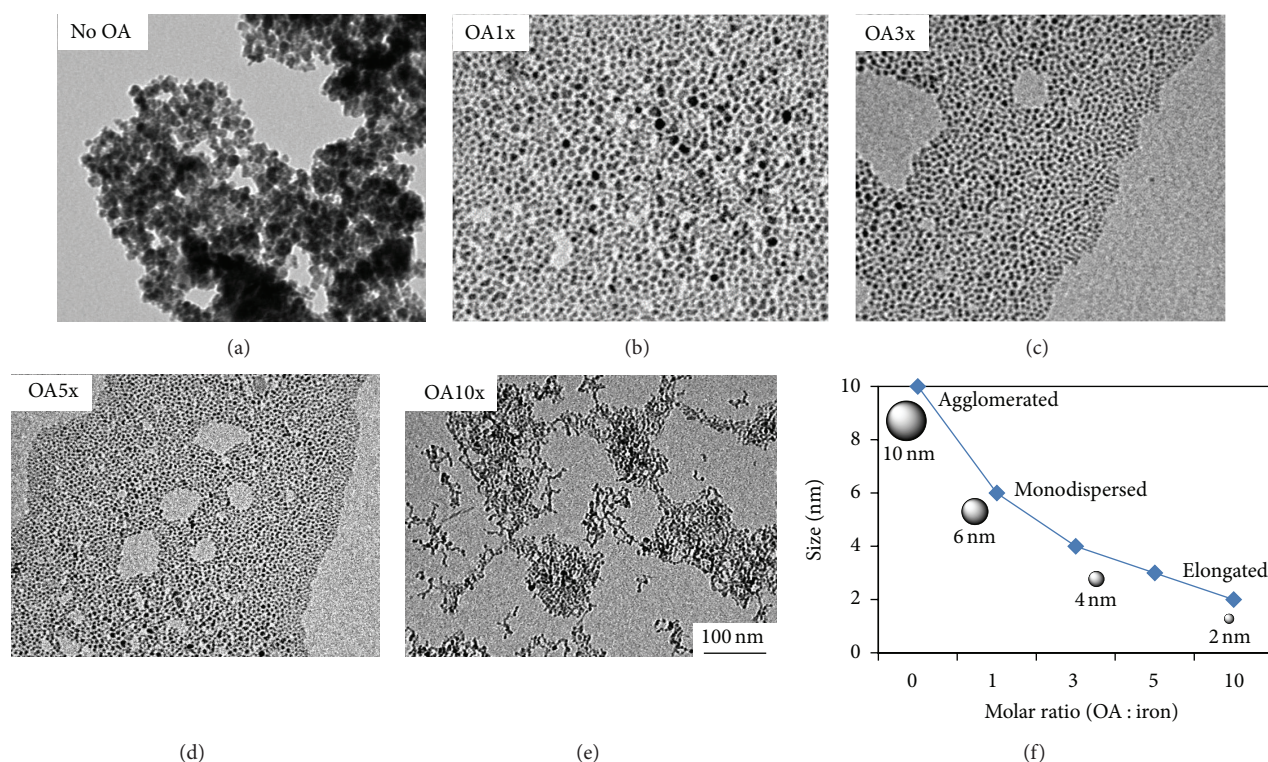 No OA
OA1x
OA3x
(a)
(b)
(c)
OA5x
OA10x
100 nm
(d)
(e)
10
8
6
4
2
0
Size (nm)
Agglomerated
10 nm
Monodispersed
6 nm
4 nm
Elongated
2 nm
0 1 3 5 10
Molar ratio (OA : iron)
(f)